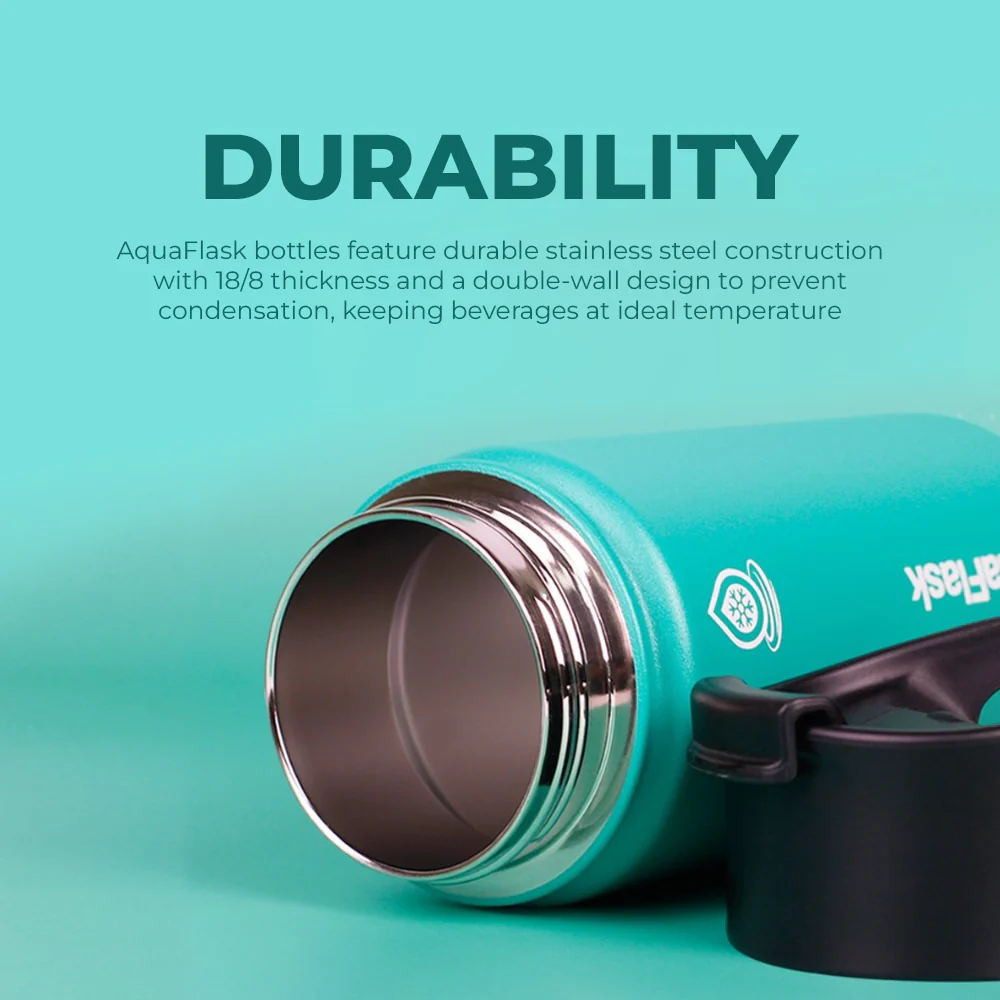 DURABILITY
AquaFlask bottles feature durable stainless steel construction
with 18/8 thickness and a double-wall design to prevent
condensation, keeping beverages at ideal temperature
aFlask